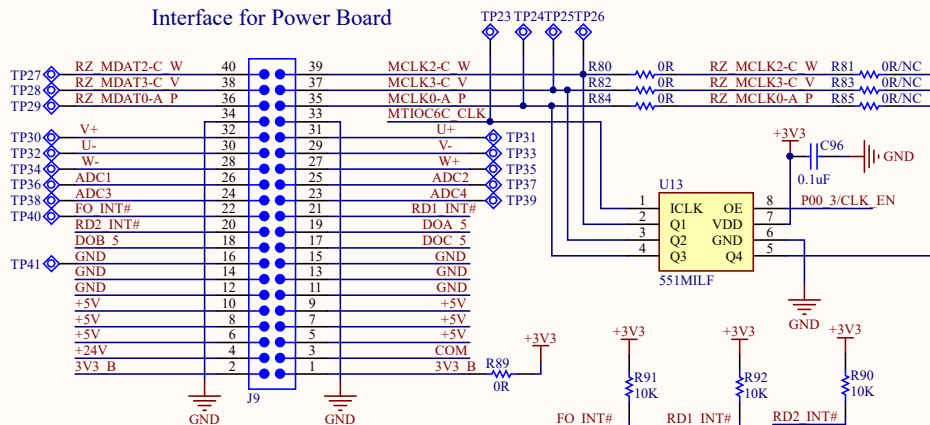 Interface for Power Board
TP23 TP24 TP25 TP26
TP27 RZ_MDAT2-C_W 40 39 MCLK2-C_W R80 0R RZ_MCLK2-C_W R81 0R/NC
TP28 RZ_MDAT3-C_V 38 37 MCLK3-C_V R82 0R RZ_MCLK3-C_V R83 0R/NC
TP29 RZ_MDAT0-A_P 36 35 MCLK0-A_P R84 0R RZ_MCLK0-A_P R85 0R/NC
34 33 MTIOC6C_CLK
TP30 V+ 32 31 U+ TP31
TP32 U- 30 29 V- TP33
TP34 W- 28 27 W+ TP35
TP36 ADC1 26 25 ADC2 TP37
TP38 ADC3 24 23 ADC4 TP39
TP40 FO_INT# 22 21 RD1_INT#
RD2_INT# 20 19 DOA_5
DOB_5 18 17 DOC_5
TP41 GND 16 15 GND
GND 14 13 GND
GND 12 11 GND
+5V 10 9 +5V
+5V 8 7 +5V
+5V 6 5 +5V
+24V 4 3 COM
3V3_B 2 1 3V3_B R89 0R +3V3
GND J9 GND
+3V3 C96 0.1uF GND
U13
1 ICLK OE 8 P00_3/CLK_EN
2 Q1 VDD 7
3 Q2 GND 6
4 Q3 Q4 5
551MILF
GND
+3V3 +3V3 +3V3
R91 10K R92 10K R90 10K
FO_INT# RD1_INT# RD2_INT#